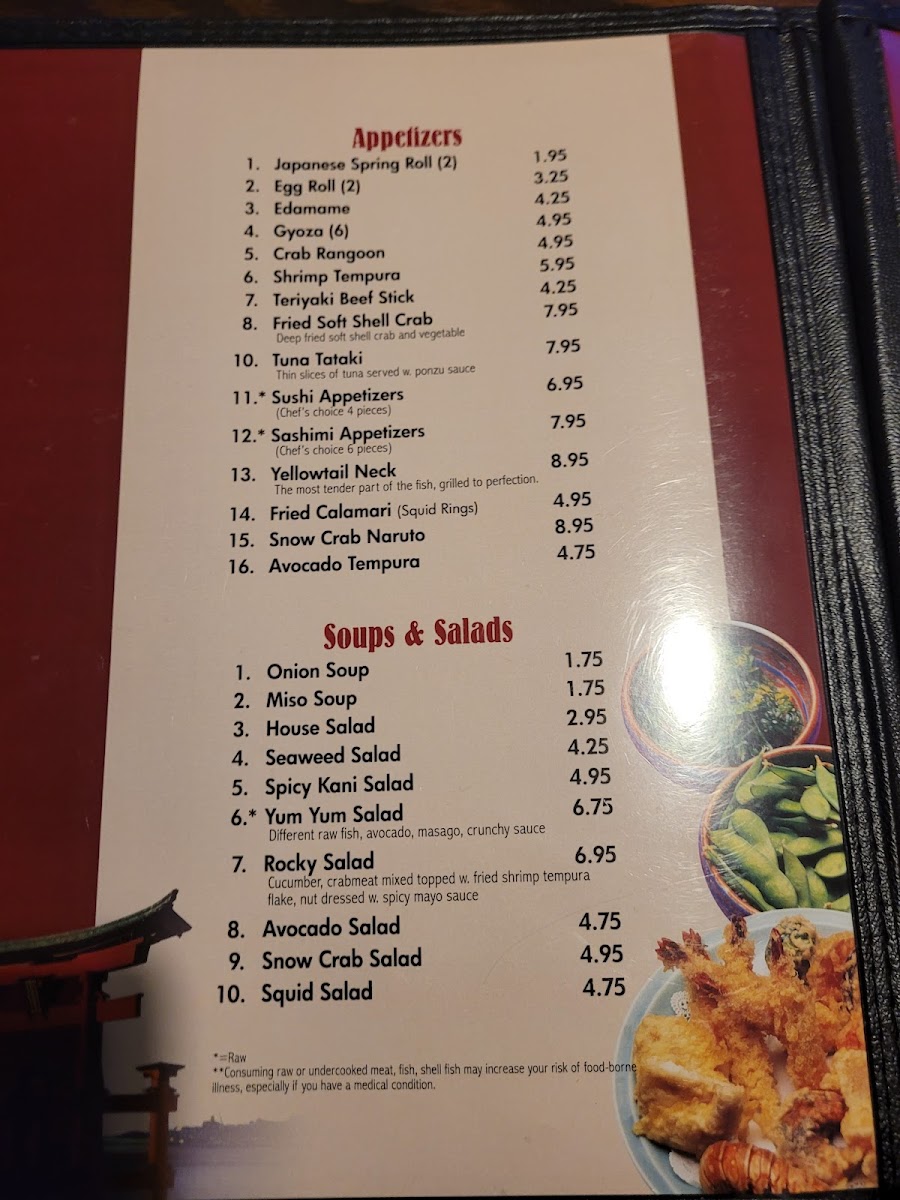 Appetizers
1. Japanese Spring Roll (2) 1.95
2. Egg Roll (2) 3.25
3. Edamame 4.25
4. Gyoza (6) 4.95
5. Crab Rangoon 4.95
6. Shrimp Tempura 5.95
7. Teriyaki Beef Stick 4.25
8. Fried Soft Shell Crab 7.95
Deep fried soft shell crab and vegetable
10. Tuna Tataki 7.95
Thin slices of tuna served w. ponzu sauce
11.* Sushi Appetizers 6.95
(Chef's choice 4 pieces)
12.* Sashimi Appetizers 7.95
(Chef's choice 6 pieces)
13. Yellowtail Neck 8.95
The most tender part of the fish, grilled to perfection.
14. Fried Calamari (Squid Rings) 4.95
15. Snow Crab Naruto 8.95
16. Avocado Tempura 4.75
Soups & Salads
1. Onion Soup 1.75
2. Miso Soup 1.75
3. House Salad 2.95
4. Seaweed Salad 4.25
5. Spicy Kani Salad 4.95
6.* Yum Yum Salad 6.75
Different raw fish, avocado, masago, crunchy sauce
7. Rocky Salad 6.95
Cucumber, crabmeat mixed topped w. fried shrimp tempura
flake, nut dressed w. spicy mayo sauce
8. Avocado Salad 4.75
9. Snow Crab Salad 4.95
10. Squid Salad 4.75
*=Raw
**Consuming raw or undercooked meat, fish, shell fish may increase your risk of food-borne
illness, especially if you have a medical condition.